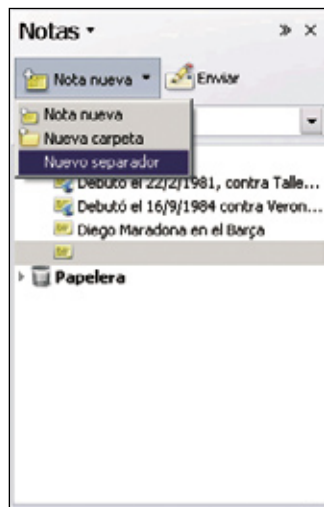 Notas
Nota nueva Enviar
Nota nueva
Nueva carpeta
Nuevo separador
Debutó el 22/2/1981, contra Talle...
Debutó el 16/9/1984 contra Veron...
Diego Maradona en el Barça
Papelera